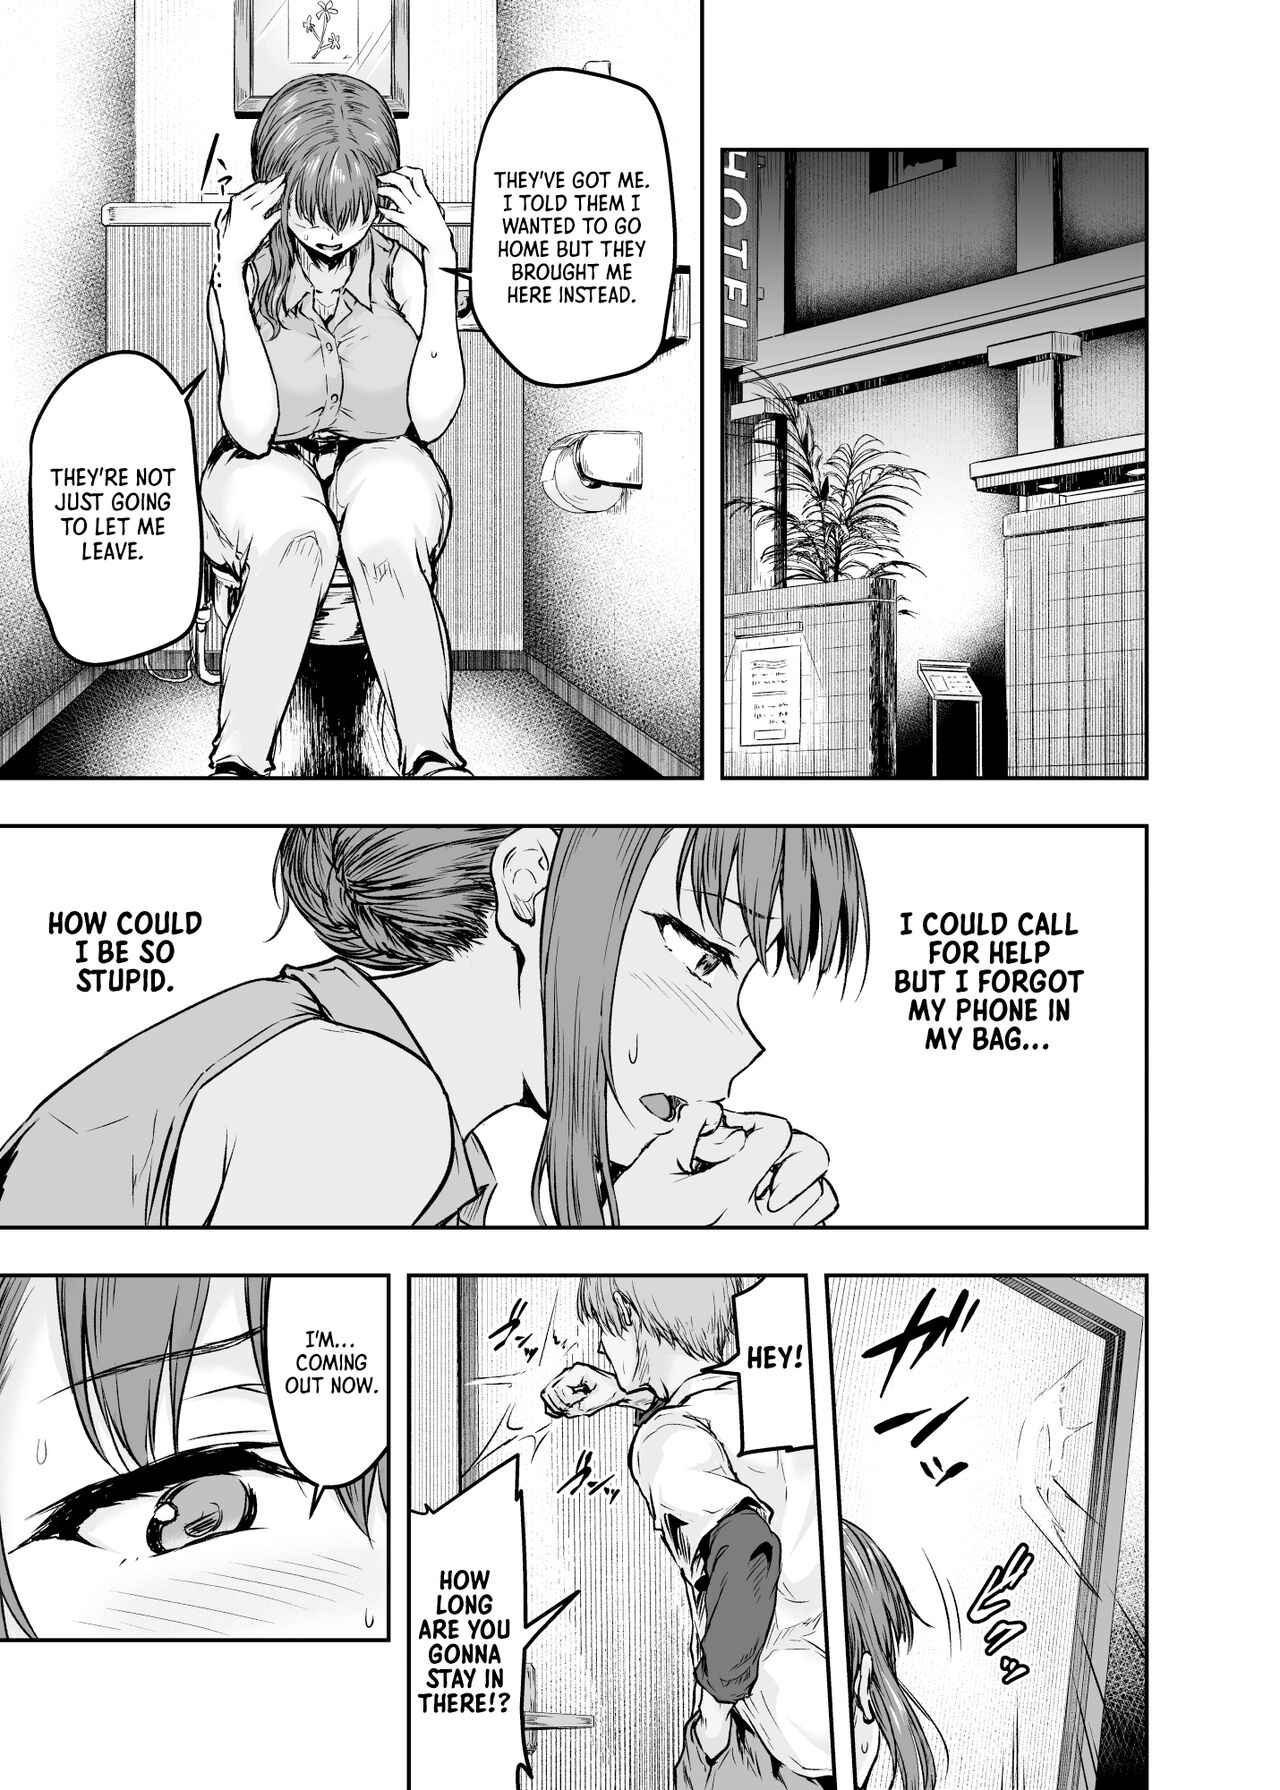 HOTEL
THEY'VE GOT ME.
I TOLD THEM I
WANTED TO GO
HOME BUT THEY
BROUGHT ME
HERE INSTEAD.
THEY'RE NOT
JUST GOING
TO LET ME
LEAVE.
I COULD CALL
FOR HELP
BUT I FORGOT
MY PHONE IN
MY BAG...
HOW COULD
I BE SO
STUPID.
HEY!
HOW
LONG
ARE YOU
GONNA
STAY IN
THERE!?
I'M...
COMING
OUT NOW.